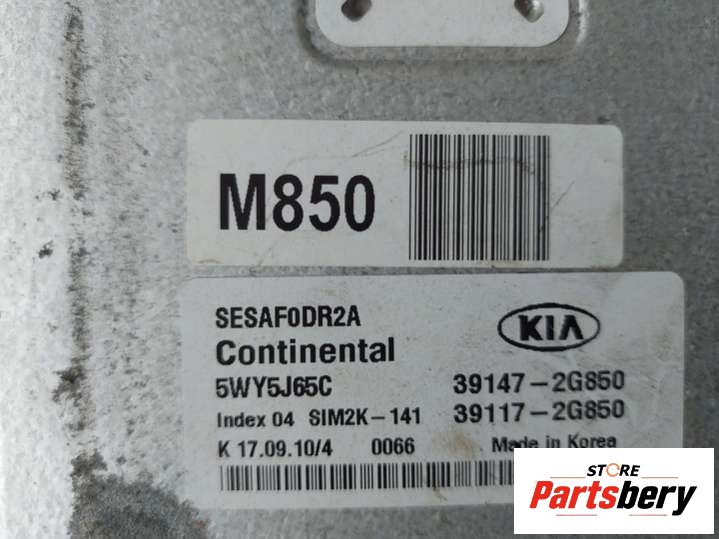 M850
SESAF0DR2A
KIA
Continental
5WY5J65C 39147-2G850
Index 04 SIM2K-141 39117-2G850
K 17.09.10/4 0066 Made in Korea
STORE
Partsbery